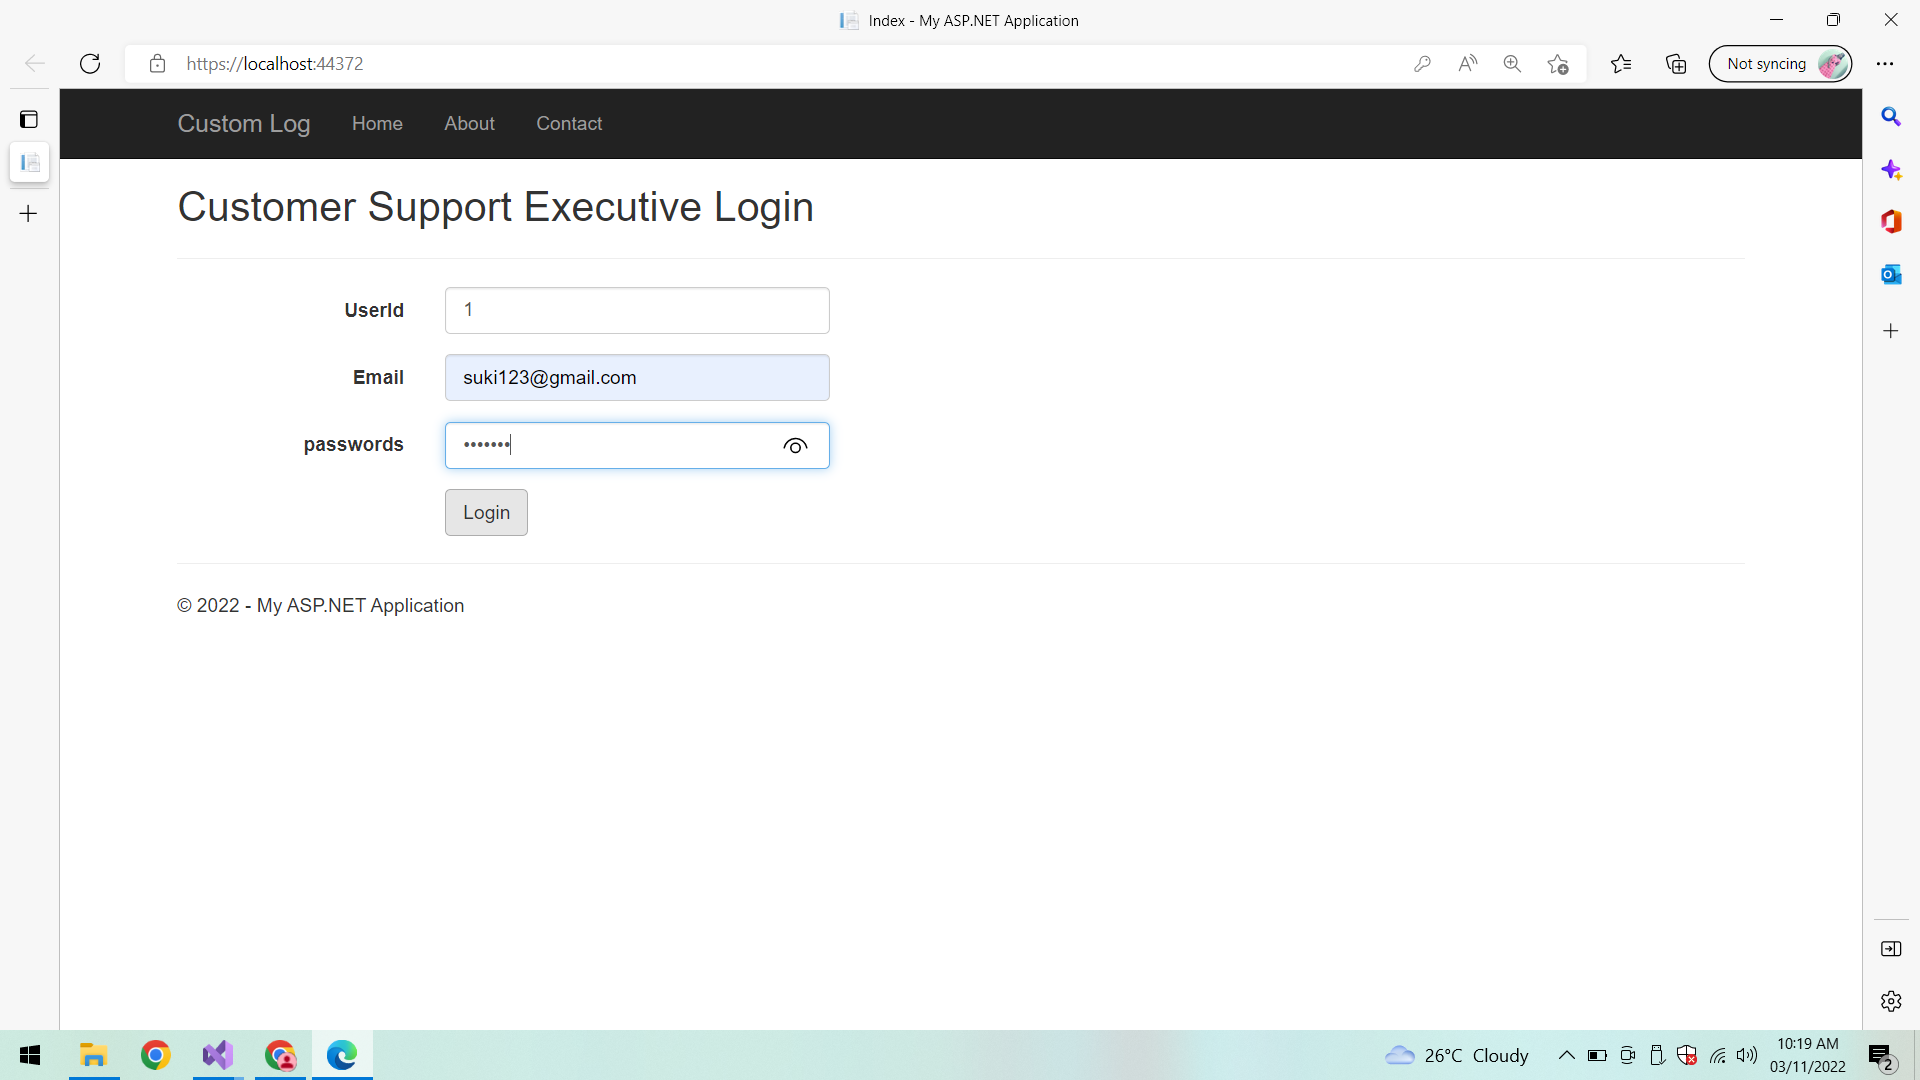 Index - My ASP.NET Application
https://localhost:44372
Not syncing
Custom Log Home About Contact
Customer Support Executive Login
UserId 1
Email suki123@gmail.com
passwords •••••••
Login
© 2022 - My ASP.NET Application
26°C Cloudy
10:19 AM
03/11/2022
2